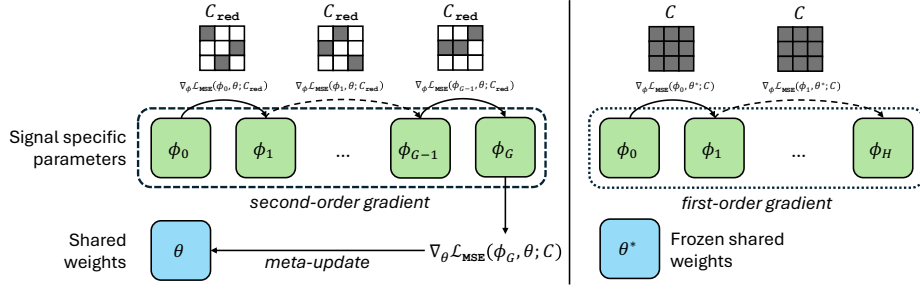 C_red C_red C_red
∇_ϕ ℒ_MSE(ϕ_0, θ; C_red) ∇_ϕ ℒ_MSE(ϕ_1, θ; C_red) ∇_ϕ ℒ_MSE(ϕ_{G−1}, θ; C_red)
Signal specific
parameters
ϕ_0 ϕ_1 ... ϕ_{G−1} ϕ_G
second-order gradient
Shared
weights
θ
meta-update
∇_θ ℒ_MSE(ϕ_G, θ; C)
C C
∇_ϕ ℒ_MSE(ϕ_0, θ*; C) ∇_ϕ ℒ_MSE(ϕ_1, θ*; C)
ϕ_0 ϕ_1 ... ϕ_H
first-order gradient
θ*
Frozen shared
weights